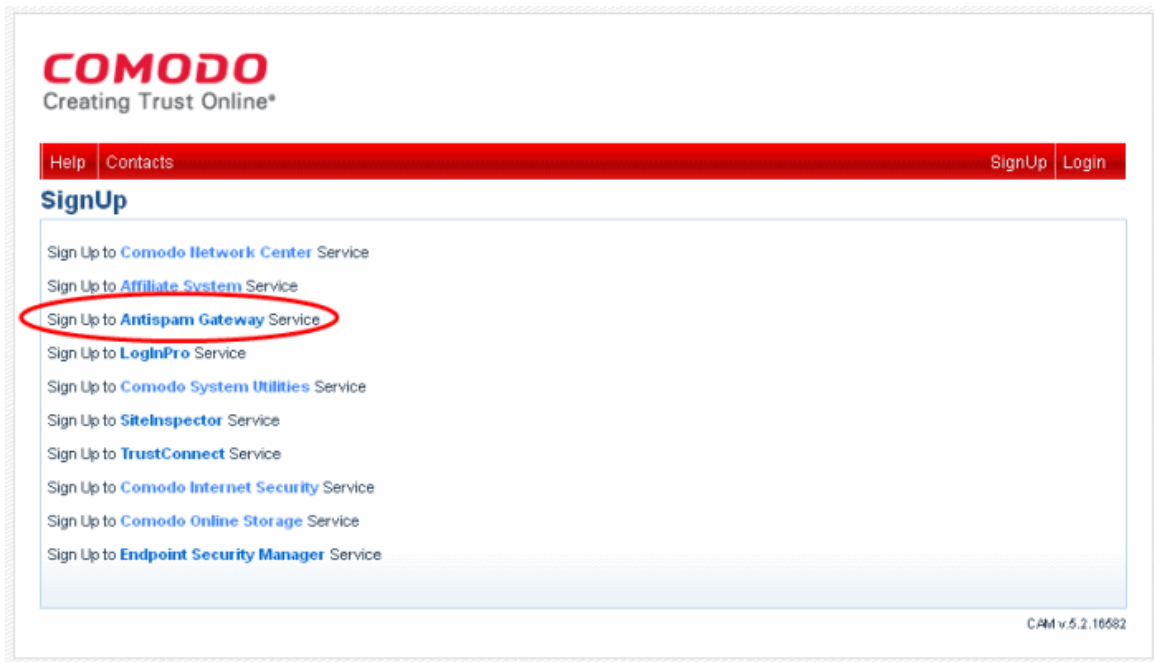 COMODO
Creating Trust Online®
Help Contacts SignUp Login
SignUp
Sign Up to Comodo Network Center Service
Sign Up to Affiliate System Service
Sign Up to Antispam Gateway Service
Sign Up to LoginPro Service
Sign Up to Comodo System Utilities Service
Sign Up to SiteInspector Service
Sign Up to TrustConnect Service
Sign Up to Comodo Internet Security Service
Sign Up to Comodo Online Storage Service
Sign Up to Endpoint Security Manager Service
CAM v.5.2.16582